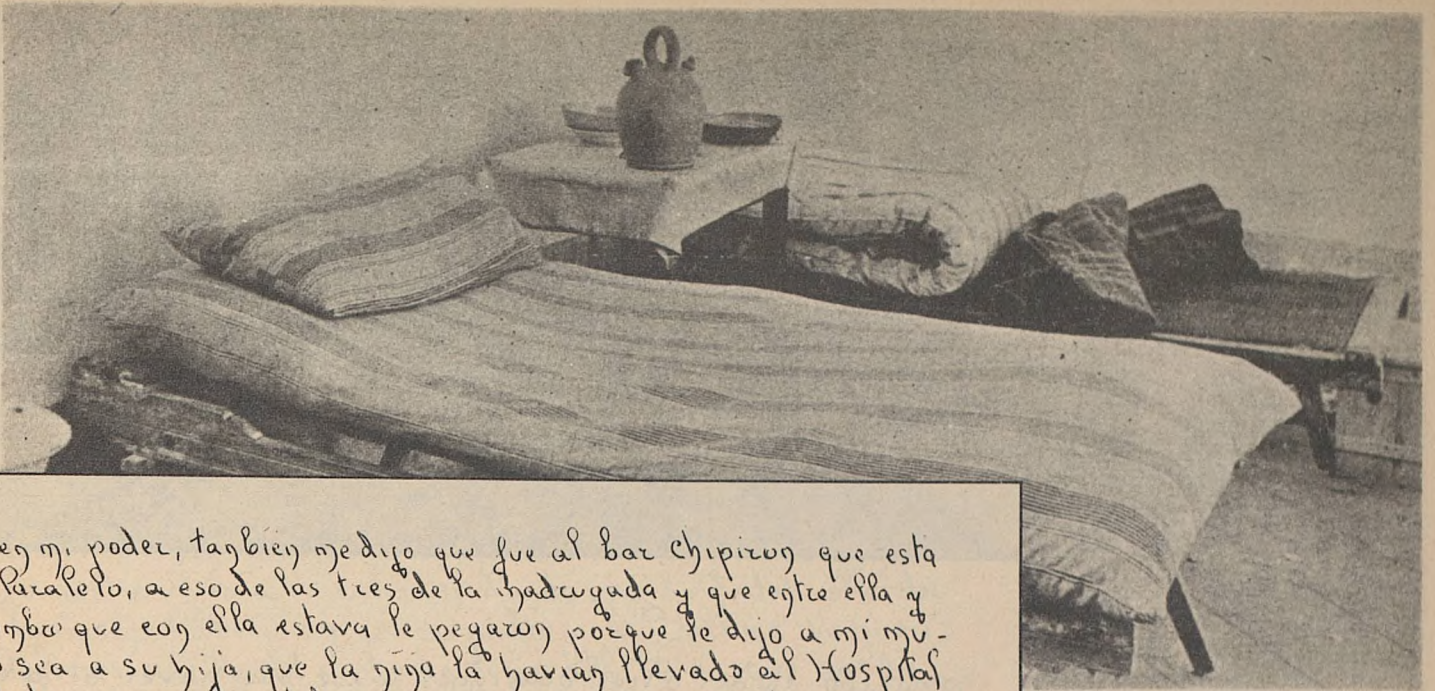 en mi poder, tanbien me dijo que fue al bar Chipiron que esta
Paralelo, a eso de las tres de la madrugada y que entre ella y
mbre que con ella estava le pegaron porque le dijo a mi mu-
o sea a su hija, que la niña la havian llevado al Hospital